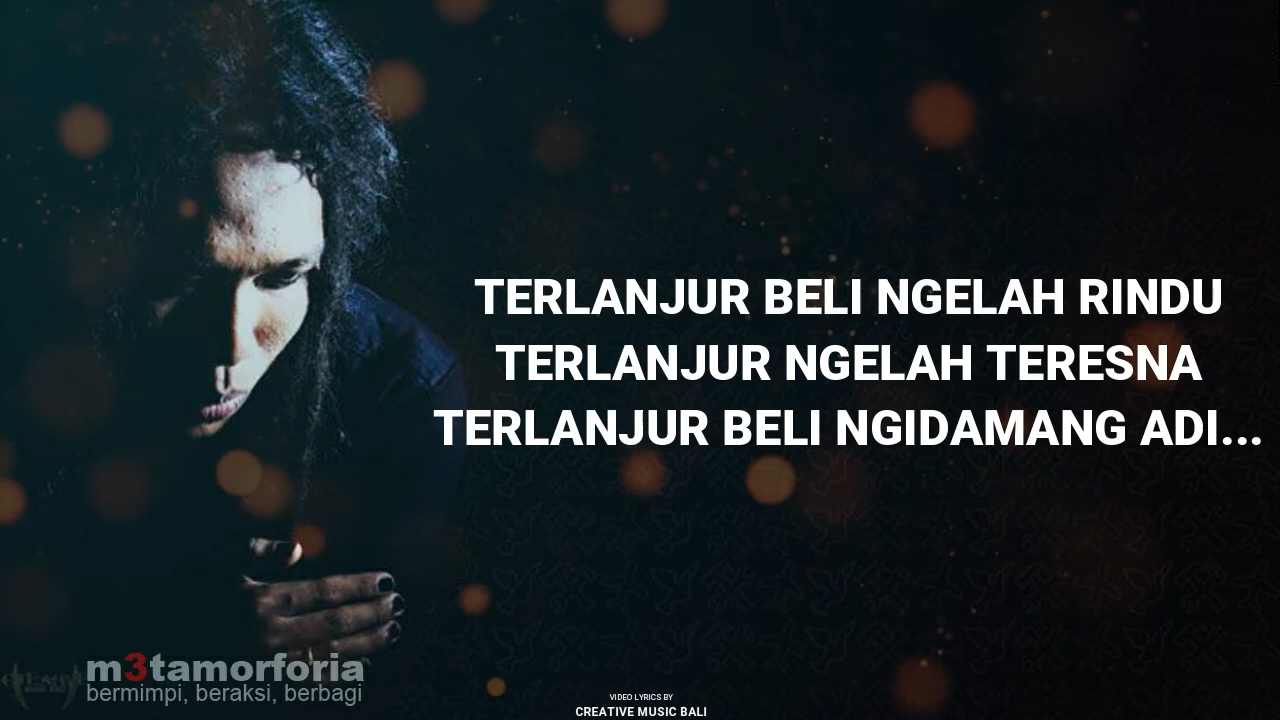 TERLANJUR BELI NGELAH RINDU
TERLANJUR NGELAH TERESNA
TERLANJUR BELI NGIDAMANG ADI...
m3tamorforia
bermimpi, beraksi, berbagi
VIDEO LYRICS BY
CREATIVE MUSIC BALI